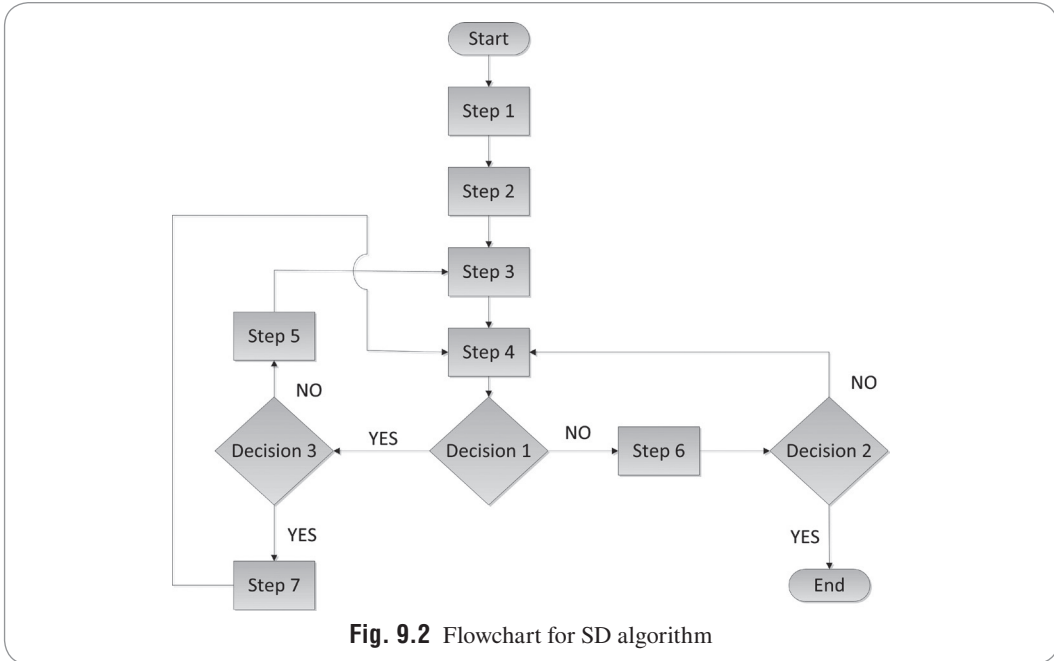 Start
Step 1
Step 2
Step 3
Step 5
Step 4
NO
NO
Decision 3
YES
Decision 1
NO
Step 6
Decision 2
YES
YES
Step 7
End
Fig. 9.2 Flowchart for SD algorithm